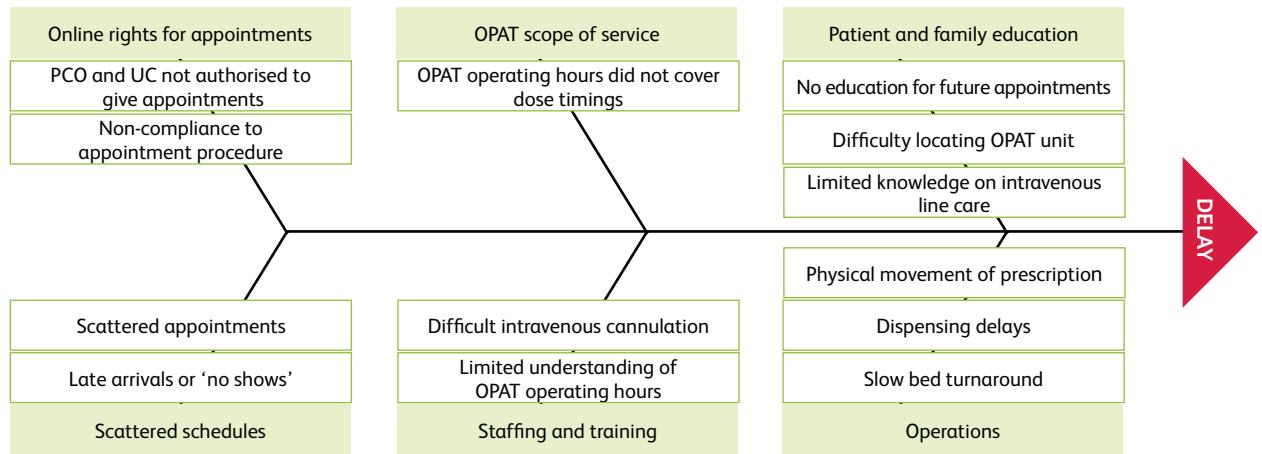 Online rights for appointments
PCO and UC not authorised to
give appointments
Non-compliance to
appointment procedure
OPAT scope of service
OPAT operating hours did not cover
dose timings
Patient and family education
No education for future appointments
Difficulty locating OPAT unit
Limited knowledge on intravenous
line care
DELAY
Scattered appointments
Late arrivals or ‘no shows’
Scattered schedules
Difficult intravenous cannulation
Limited understanding of
OPAT operating hours
Staffing and training
Physical movement of prescription
Dispensing delays
Slow bed turnaround
Operations